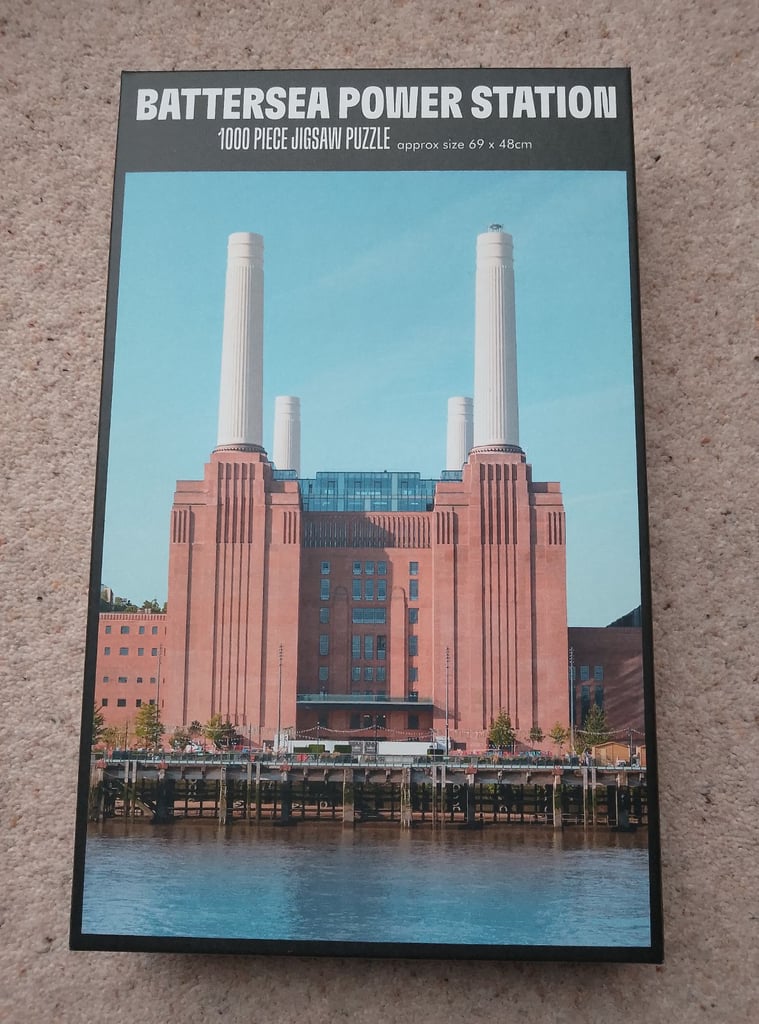 BATTERSEA POWER STATION
1000 PIECE JIGSAW PUZZLE approx size 69 x 48cm